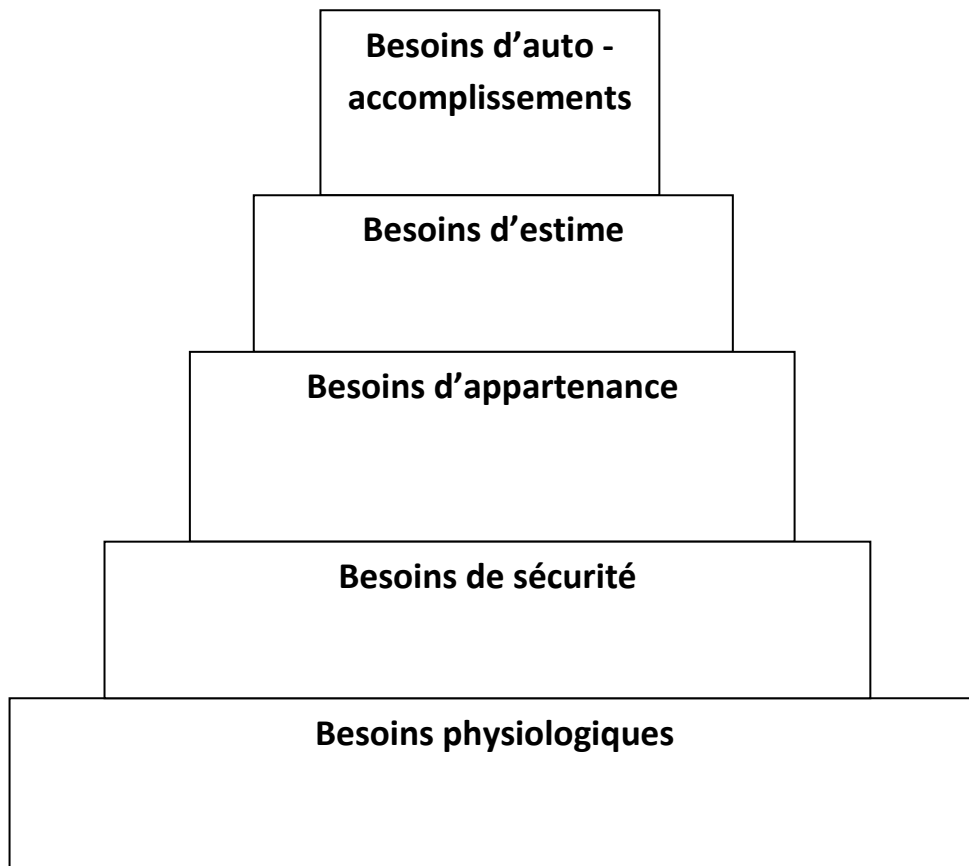 Besoins d’auto -
accomplissements
Besoins d’estime
Besoins d’appartenance
Besoins de sécurité
Besoins physiologiques